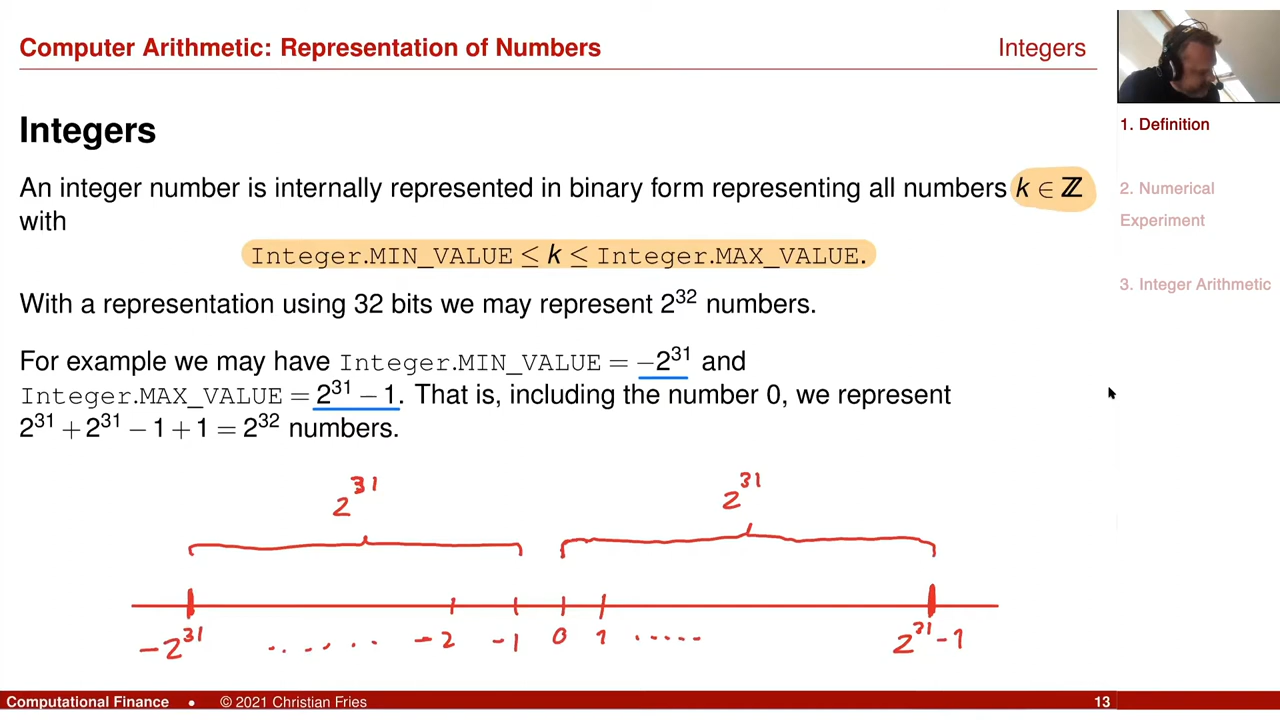 Computer Arithmetic: Representation of Numbers
Integers
1. Definition
2. Numerical
Experiment
3. Integer Arithmetic
Integers
An integer number is internally represented in binary form representing all numbers k ∈ ℤ
with
Integer.MIN_VALUE ≤ k ≤ Integer.MAX_VALUE.
With a representation using 32 bits we may represent 2³² numbers.
For example we may have Integer.MIN_VALUE = −2³¹ and
Integer.MAX_VALUE = 2³¹ − 1. That is, including the number 0, we represent
2³¹ + 2³¹ − 1 + 1 = 2³² numbers.
2³¹ 2³¹
−2³¹ ....... −2 −1 0 1 ..... 2³¹−1
Computational Finance • © 2021 Christian Fries 13